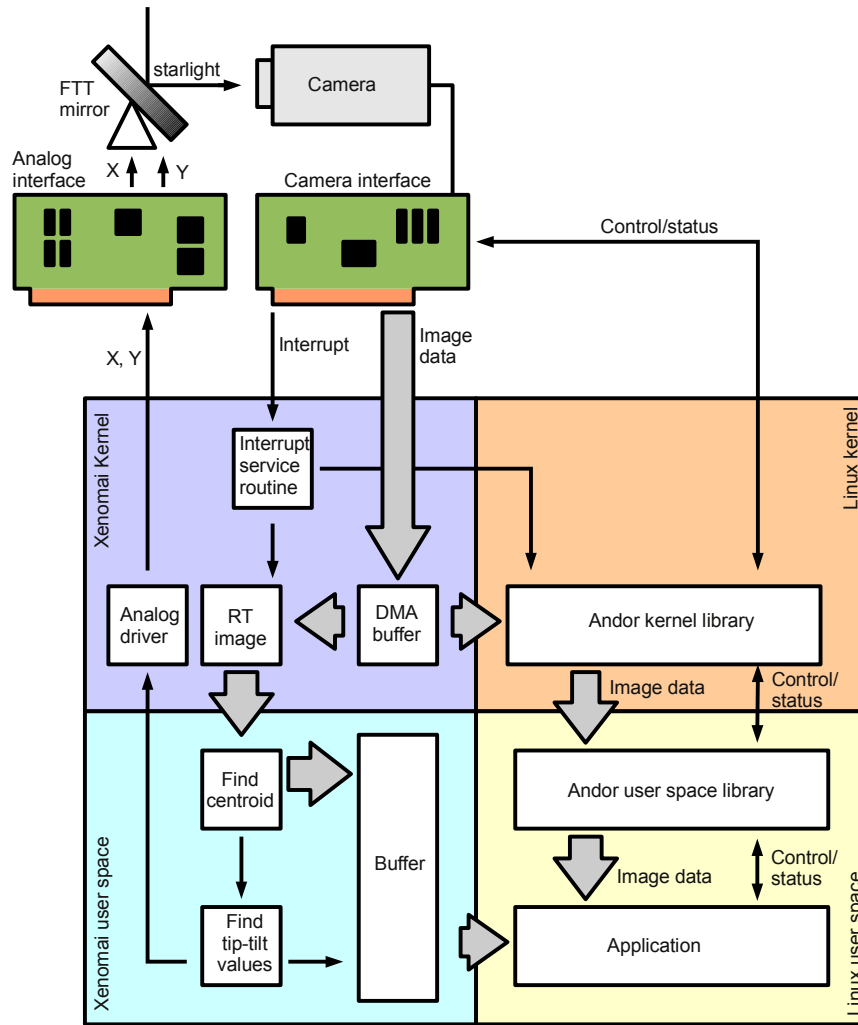 starlight
FTT
mirror
Camera
Analog
interface
X
Y
Camera interface
Control/status
X, Y
Interrupt
Image
data
Xenomai Kernel
Linux kernel
Interrupt
service
routine
Analog
driver
RT
image
DMA
buffer
Andor kernel library
Image data
Control/
status
Xenomai user space
Linux user space
Find
centroid
Buffer
Andor user space library
Image data
Control/
status
Find
tip-tilt
values
Application